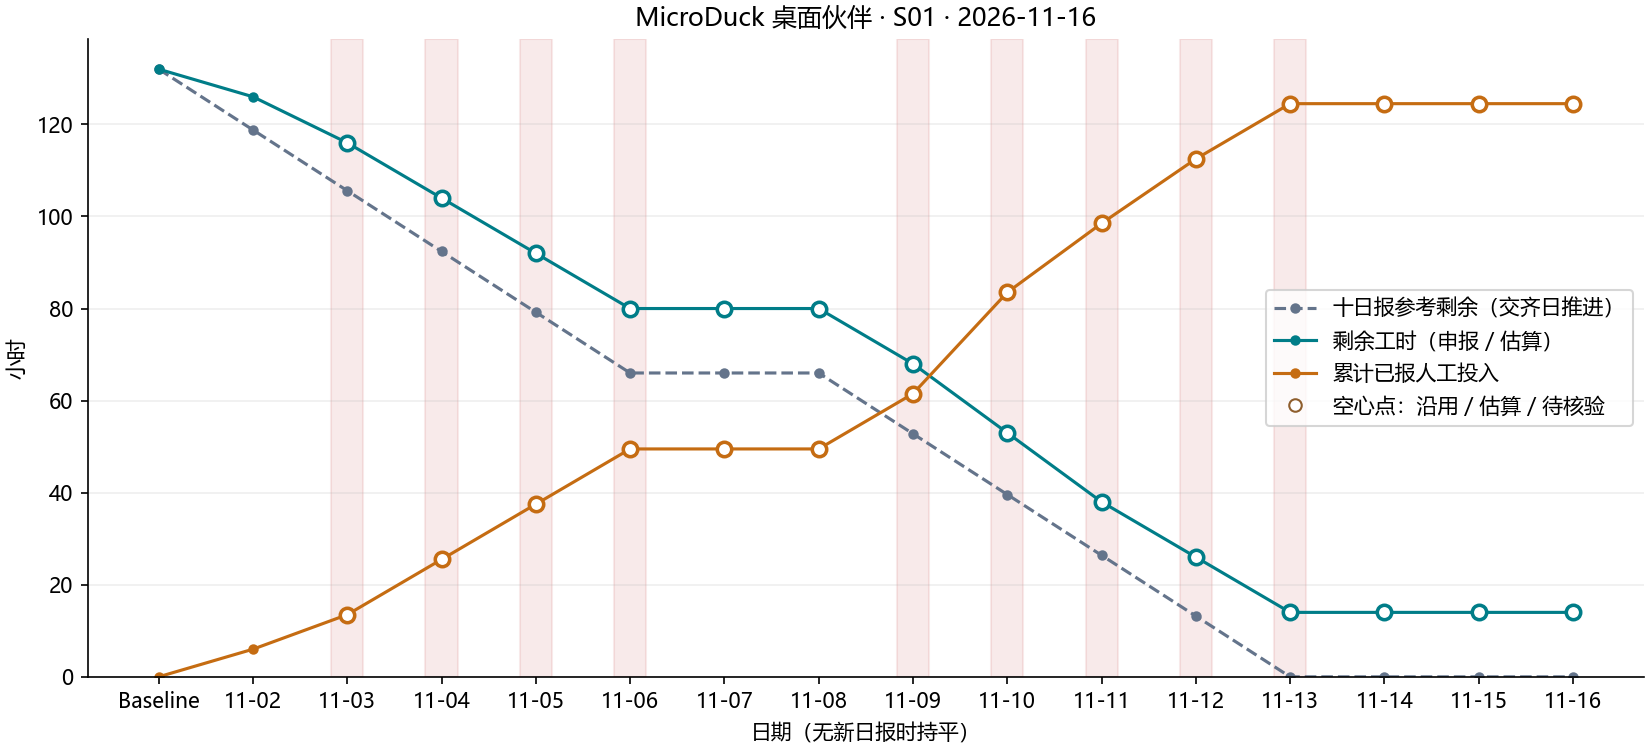 MicroDuck 桌面伙伴 · S01 · 2026-11-16
小时
120
100
80
60
40
20
0
十日报参考剩余（交齐日推进）
剩余工时（申报 / 估算）
累计已报人工投入
空心点：沿用 / 估算 / 待核验
Baseline 11-02 11-03 11-04 11-05 11-06 11-07 11-08 11-09 11-10 11-11 11-12 11-13 11-14 11-15 11-16
日期（无新日报时持平）